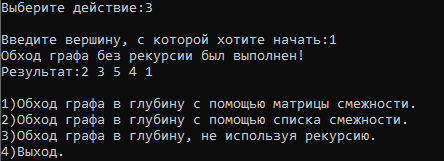 Выберите действие:3
Введите вершину, с которой хотите начать:1
Обход графа без рекурсии был выполнен!
Результат:2 3 5 4 1
1)Обход графа в глубину с помощью матрицы смежности.
2)Обход графа в глубину с помощью списка смежности.
3)Обход графа в глубину, не используя рекурсию.
4)Выход.